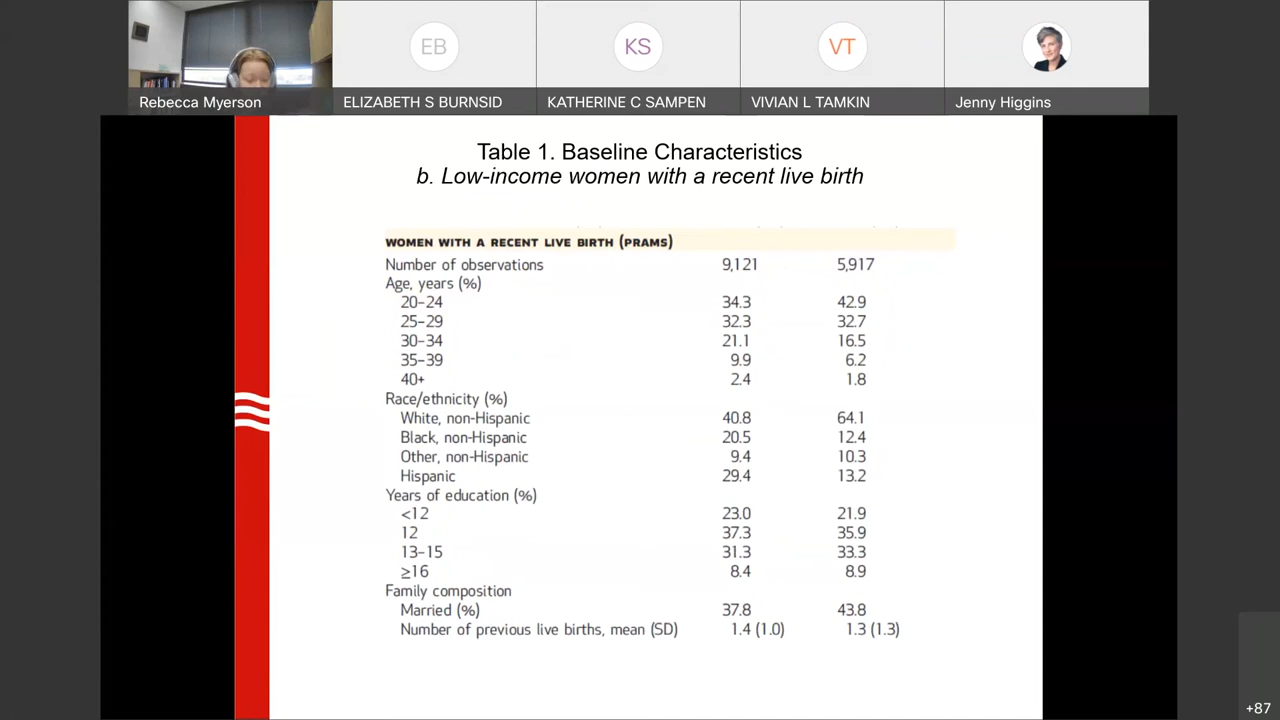 EB
KS
VT
Rebecca Myerson
ELIZABETH S BURNSID
KATHERINE C SAMPEN
VIVIAN L TAMKIN
Jenny Higgins
Table 1. Baseline Characteristics
b. Low-income women with a recent live birth
WOMEN WITH A RECENT LIVE BIRTH (PRAMS)
Number of observations 9,121 5,917
Age, years (%)
20–24 34.3 42.9
25–29 32.3 32.7
30–34 21.1 16.5
35–39 9.9 6.2
40+ 2.4 1.8
Race/ethnicity (%)
White, non-Hispanic 40.8 64.1
Black, non-Hispanic 20.5 12.4
Other, non-Hispanic 9.4 10.3
Hispanic 29.4 13.2
Years of education (%)
<12 23.0 21.9
12 37.3 35.9
13–15 31.3 33.3
≥16 8.4 8.9
Family composition
Married (%) 37.8 43.8
Number of previous live births, mean (SD) 1.4 (1.0) 1.3 (1.3)
+87